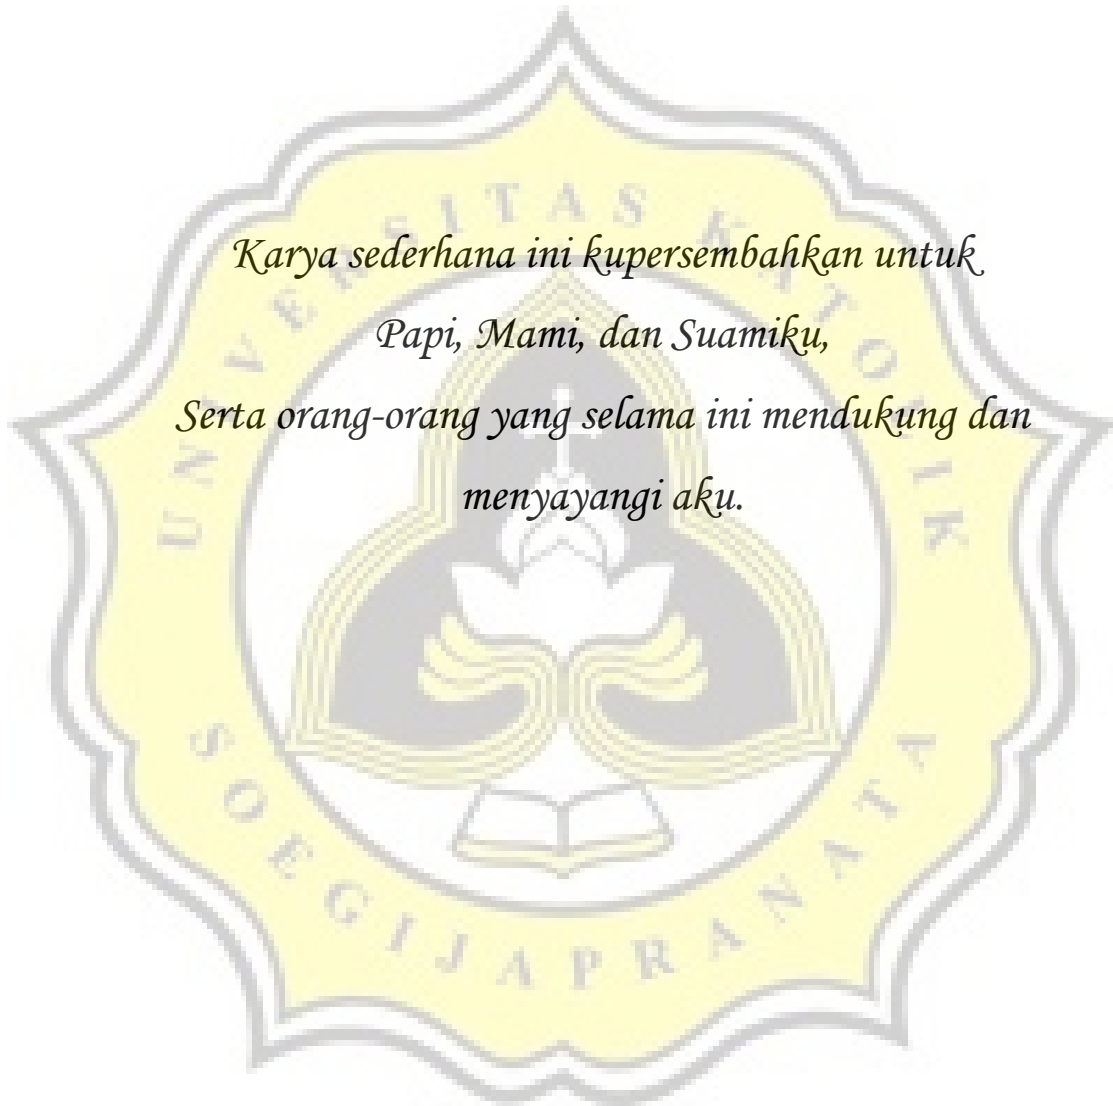 Karya sederhana ini kupersembahkan untuk
Papi, Mami, dan Suamiku,
Serta orang-orang yang selama ini mendukung dan
menyayangi aku.
UNIVERSITAS KATOLIK
SOEGIJAPRANATA